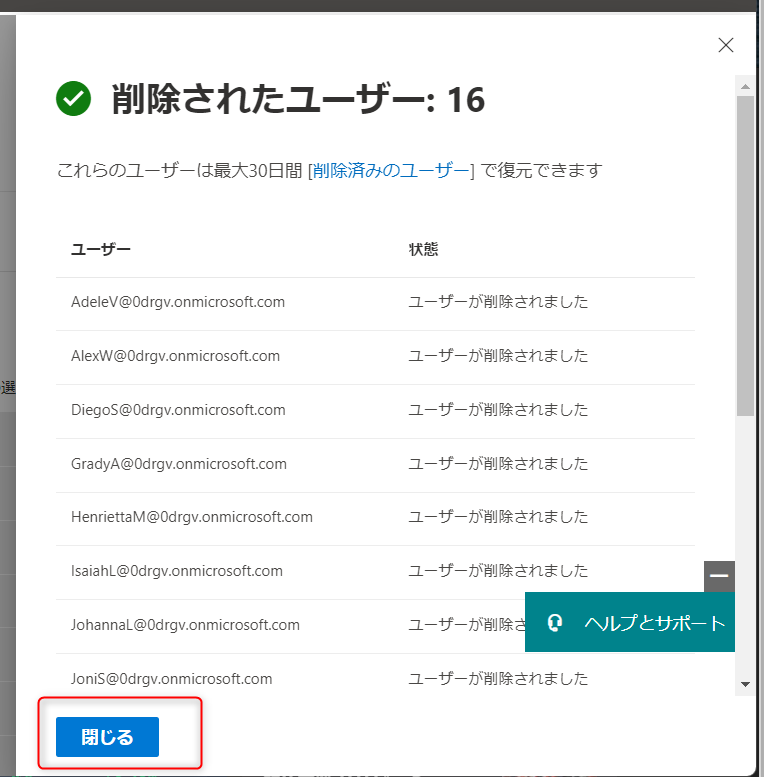 削除されたユーザー: 16
これらのユーザーは最大30日間 [削除済みのユーザー] で復元できます
ユーザー 状態
AdeleV@0drgv.onmicrosoft.com ユーザーが削除されました
AlexW@0drgv.onmicrosoft.com ユーザーが削除されました
DiegoS@0drgv.onmicrosoft.com ユーザーが削除されました
GradyA@0drgv.onmicrosoft.com ユーザーが削除されました
HenriettaM@0drgv.onmicrosoft.com ユーザーが削除されました
選
IsaiahL@0drgv.onmicrosoft.com ユーザーが削除されました
JohannaL@0drgv.onmicrosoft.com ユーザーが削除さ
ヘルプとサポート
JoniS@0drgv.onmicrosoft.com ユーザーが削除されました
閉じる